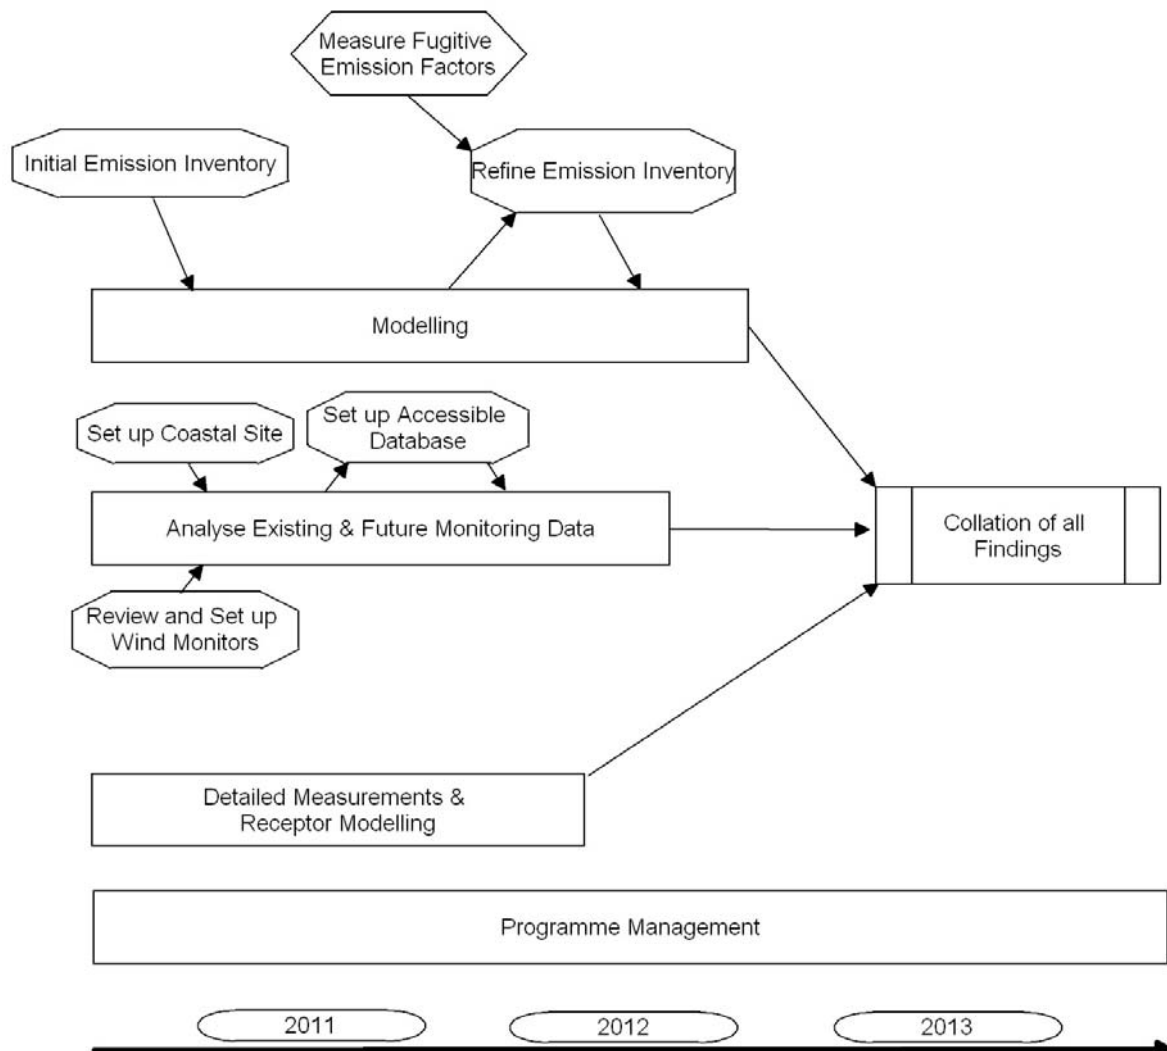 Measure Fugitive
Emission Factors
Initial Emission Inventory
Refine Emission Inventory
Modelling
Set up Coastal Site
Set up Accessible
Database
Analyse Existing & Future Monitoring Data
Collation of all
Findings
Review and Set up
Wind Monitors
Detailed Measurements &
Receptor Modelling
Programme Management
2011
2012
2013